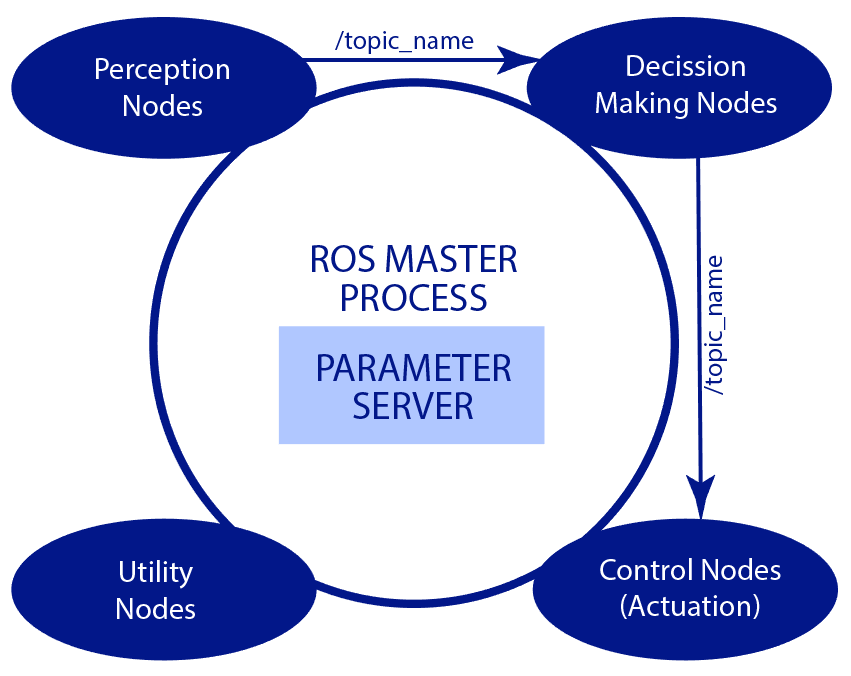 /topic_name
Perception
Nodes
Decission
Making Nodes
ROS MASTER
PROCESS
/topic_name
PARAMETER
SERVER
Utility
Nodes
Control Nodes
(Actuation)